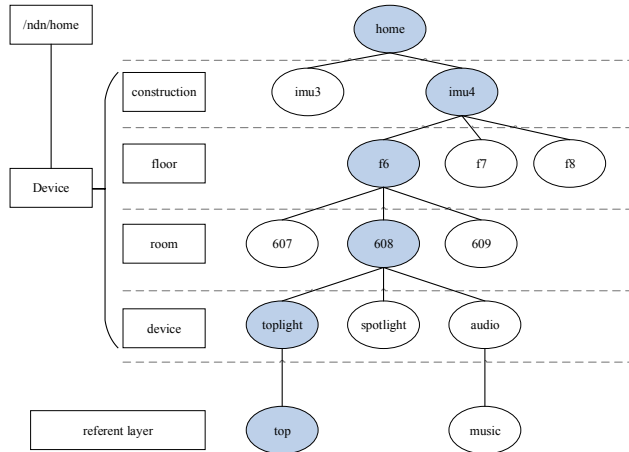 /ndn/home
home
construction
imu3
imu4
Device
floor
f6
f7
f8
room
607
608
609
device
toplight
spotlight
audio
referent layer
top
music